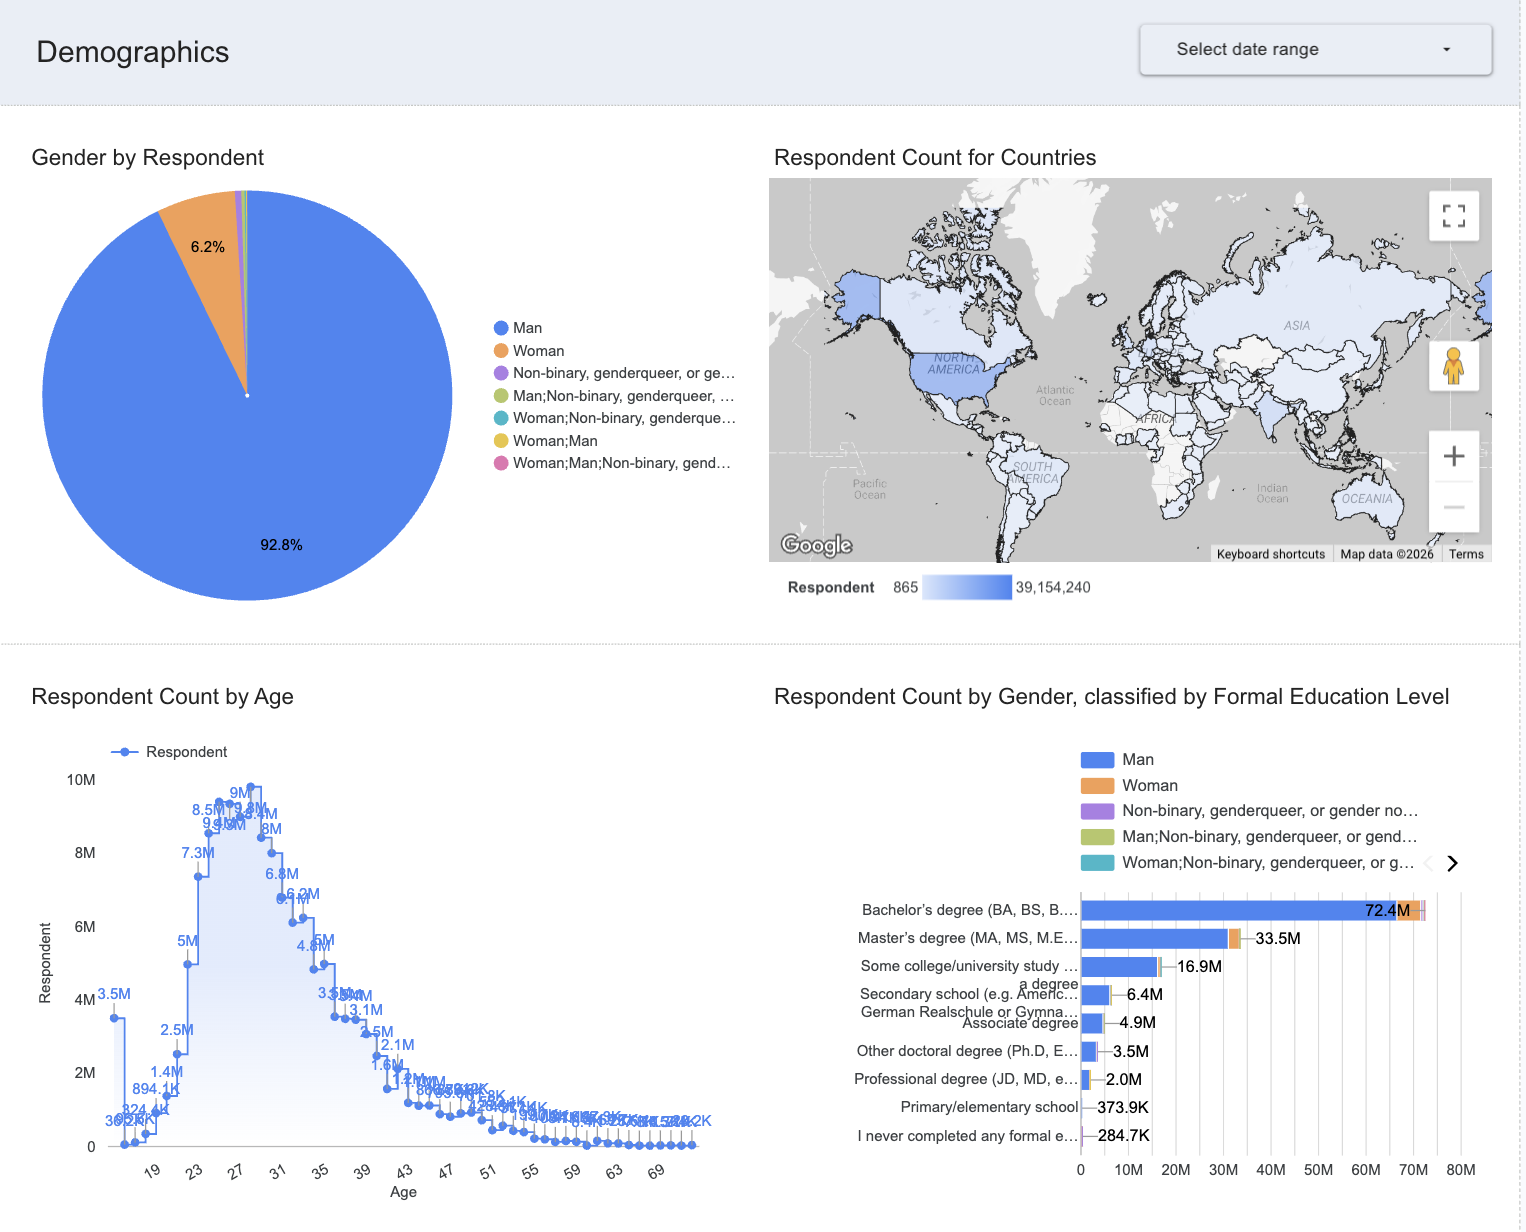 Demographics
Select date range
Gender by Respondent
6.2%
92.8%
Man
Woman
Non-binary, genderqueer, or ge…
Man;Non-binary, genderqueer, …
Woman;Non-binary, genderque…
Woman;Man
Woman;Man;Non-binary, gend…
Respondent Count for Countries
ASIA
NORTH
AMERICA
Atlantic
Ocean
AFRICA
SOUTH
AMERICA
Pacific
Ocean
Indian
Ocean
OCEANIA
Google
Keyboard shortcuts
Map data ©2026
Terms
Respondent 865 39,154,240
Respondent Count by Age
Respondent
10M
8M
6M
4M
2M
0
Respondent
3.5M
894.1K
1.4M
2.5M
5M
7.3M
8.5M
9M
8M
6.8M
6.2M
4.8M
5M
3.1M
2.5M
2.1M
1.6M
19 23 27 31 35 39 43 47 51 55 59 63 69
Age
Respondent Count by Gender, classified by Formal Education Level
Man
Woman
Non-binary, genderqueer, or gender no…
Man;Non-binary, genderqueer, or gend…
Woman;Non-binary, genderqueer, or g…
Bachelor’s degree (BA, BS, B.… 72.4M
Master’s degree (MA, MS, M.E… 33.5M
Some college/university study … 16.9M
a degree
Secondary school (e.g. Americ… 6.4M
German Realschule or Gymna…
Associate degree 4.9M
Other doctoral degree (Ph.D, E… 3.5M
Professional degree (JD, MD, e… 2.0M
Primary/elementary school 373.9K
I never completed any formal e… 284.7K
0 10M 20M 30M 40M 50M 60M 70M 80M